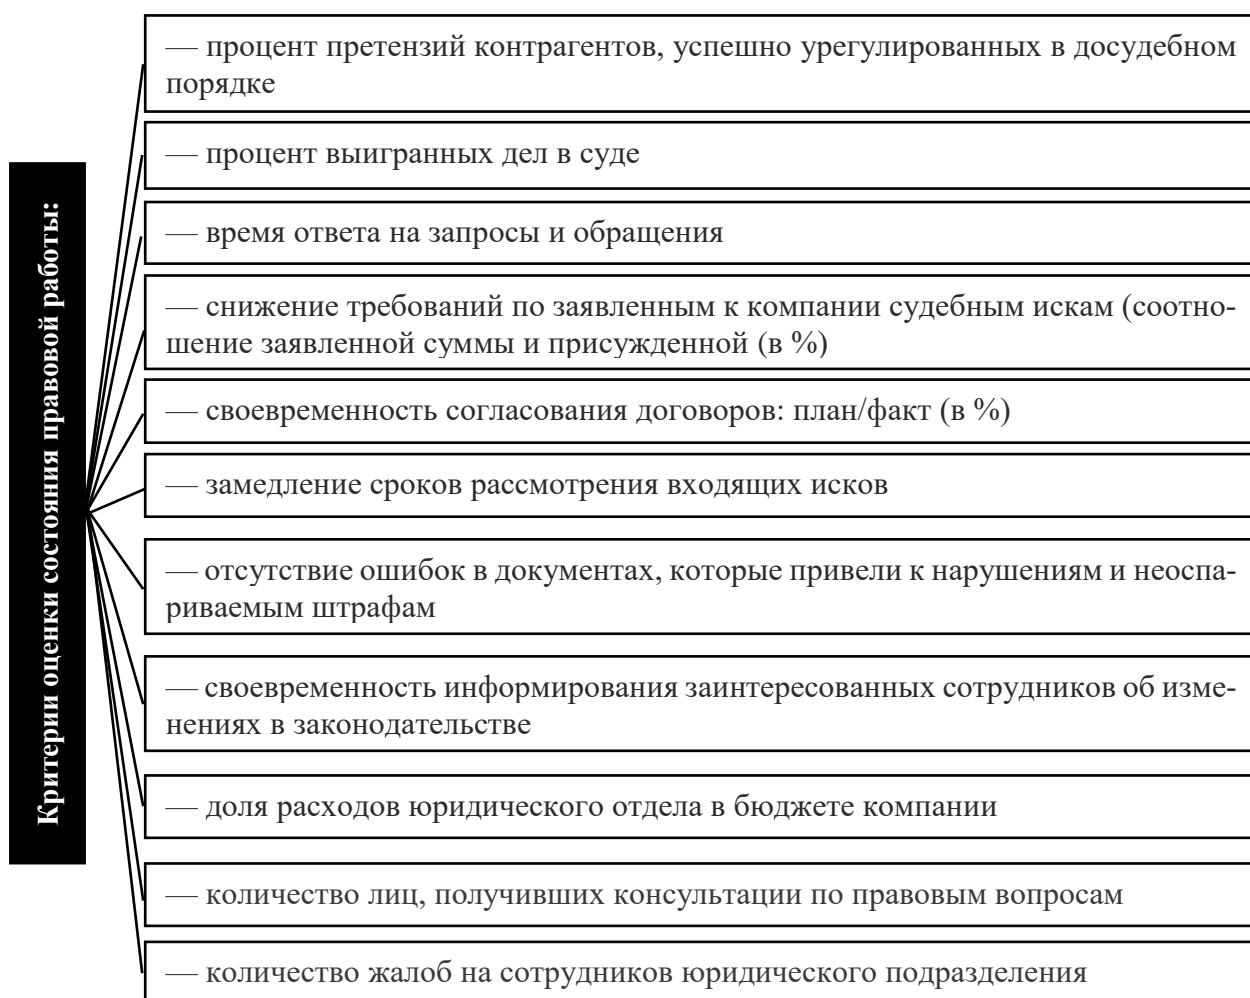 Критерии оценки состояния правовой работы:
— процент претензий контрагентов, успешно урегулированных в досудебном
порядке
— процент выигранных дел в суде
— время ответа на запросы и обращения
— снижение требований по заявленным к компании судебным искам (соотно-
шение заявленной суммы и присужденной (в %)
— своевременность согласования договоров: план/факт (в %)
— замедление сроков рассмотрения входящих исков
— отсутствие ошибок в документах, которые привели к нарушениям и неоспа-
риваемым штрафам
— своевременность информирования заинтересованных сотрудников об изме-
нениях в законодательстве
— доля расходов юридического отдела в бюджете компании
— количество лиц, получивших консультации по правовым вопросам
— количество жалоб на сотрудников юридического подразделения